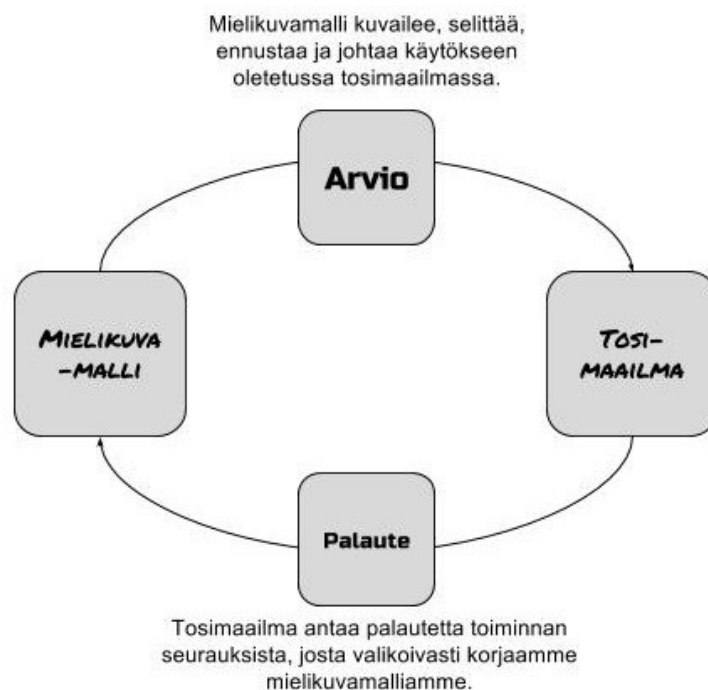 Mielikuvamalli kuvailee, selittää,
ennustaa ja johtaa käytökseen
oletetussa tosimaailmassa.
Arvio
MIELIKUVA
-MALLI
TOSI-
MAAILMA
Palaute
Tosimaailma antaa palautetta toiminnan
seurauksista, josta valikoivasti korjaamme
mielikuvamalliamme.